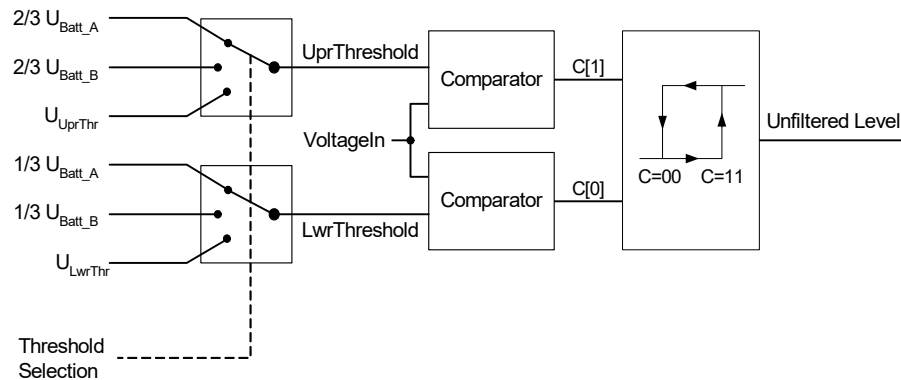 2/3 U_Batt_A
2/3 U_Batt_B
U_UprThr
UprThreshold
Comparator
C[1]
VoltageIn
C=00 C=11
Unfiltered Level
1/3 U_Batt_A
1/3 U_Batt_B
U_LwrThr
LwrThreshold
Comparator
C[0]
Threshold
Selection